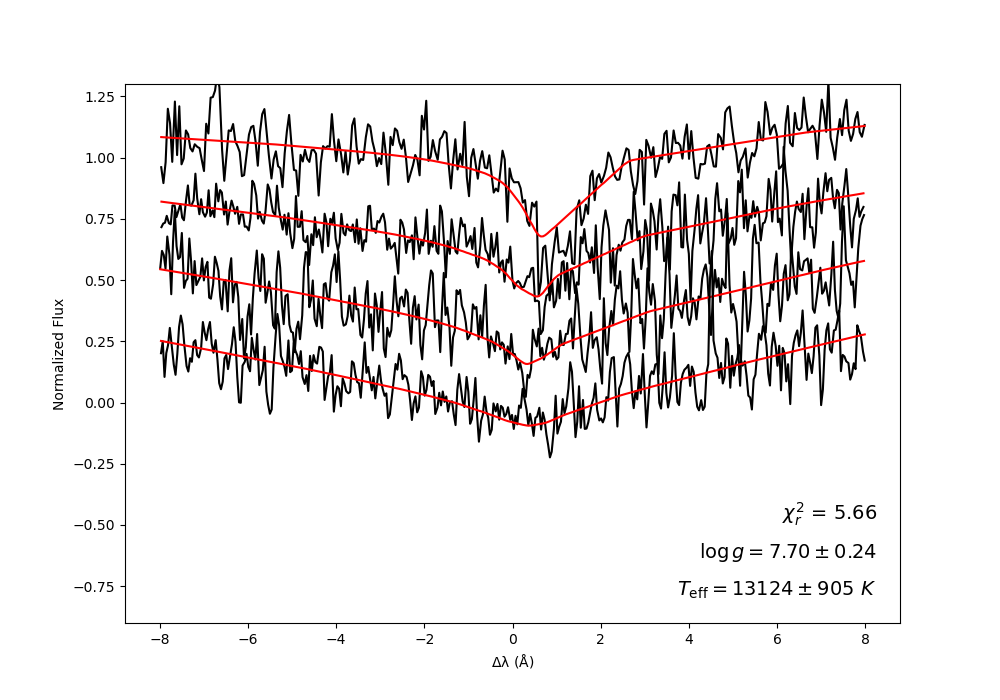 1.25
1.00
0.75
0.50
0.25
0.00
−0.25
−0.50
−0.75
Normalized Flux
χ²ᵣ = 5.66
log g = 7.70 ± 0.24
T_eff = 13124 ± 905 K
−8 −6 −4 −2 0 2 4 6 8
Δλ (Å)